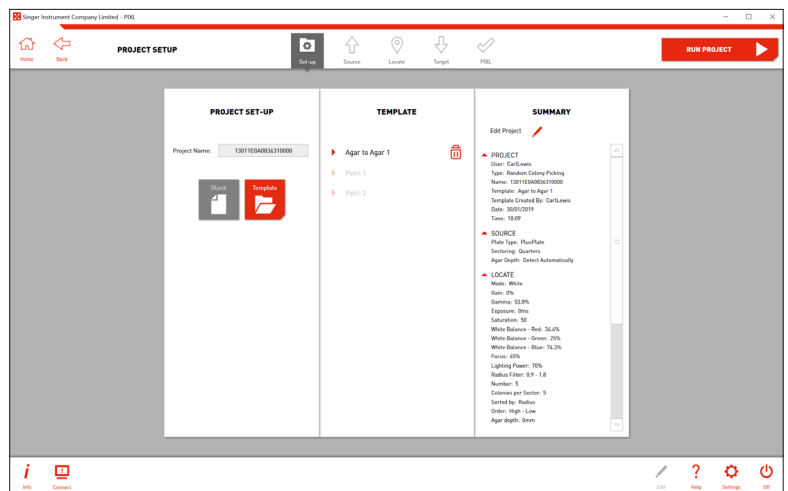 Singer Instrument Company Limited - PIXL
Home
Back
PROJECT SETUP
Set-up
Source
Locate
Target
PIXL
RUN PROJECT
PROJECT SET-UP
Project Name: 13011E0A0836310000
Blank
Template
TEMPLATE
Agar to Agar 1
Petri 1
Petri 2
SUMMARY
Edit Project
PROJECT
User: CarlLewis
Type: Random Colony Picking
Name: 13011E0A0836310000
Template: Agar to Agar 1
Template Created By: CarlLewis
Date: 30/01/2019
Time: 10:09
SOURCE
Plate Type: PlusPlate
Sectoring: Quarters
Agar Depth: Detect Automatically
LOCATE
Mode: White
Gain: 0%
Gamma: 53.8%
Exposure: 0ms
Saturation: 50
White Balance - Red: 34.4%
White Balance - Green: 25%
White Balance - Blue: 74.3%
Focus: 65%
Lighting Power: 70%
Radius Filter: 0.9 - 1.8
Number: 5
Colonies per Sector: 5
Sorted by: Radius
Order: High - Low
Agar depth: 0mm
Info
Connect
Edit
Help
Settings
Off